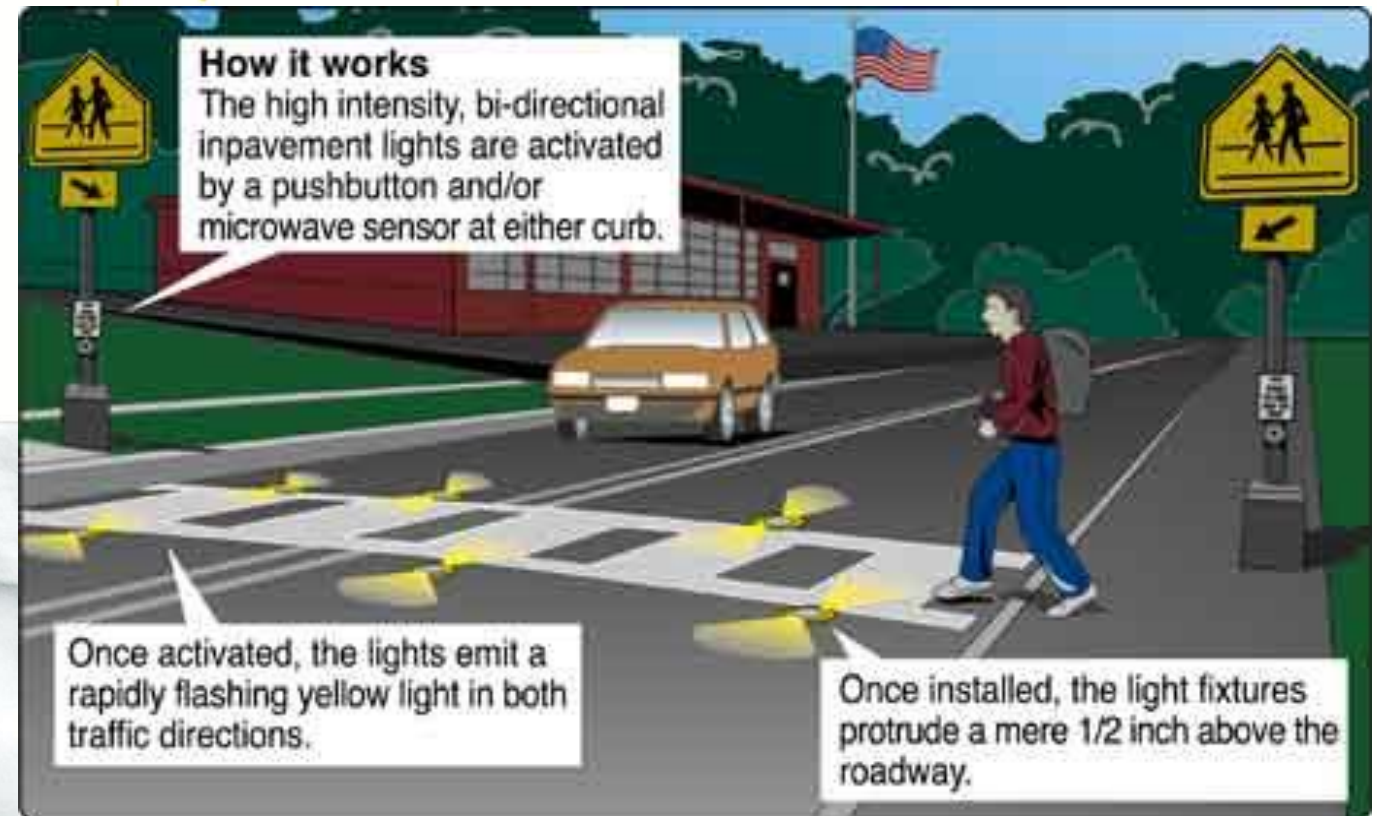 How it works
The high intensity, bi-directional
inpavement lights are activated
by a pushbutton and/or
microwave sensor at either curb.
Once activated, the lights emit a
rapidly flashing yellow light in both
traffic directions.
Once installed, the light fixtures
protrude a mere 1/2 inch above the
roadway.